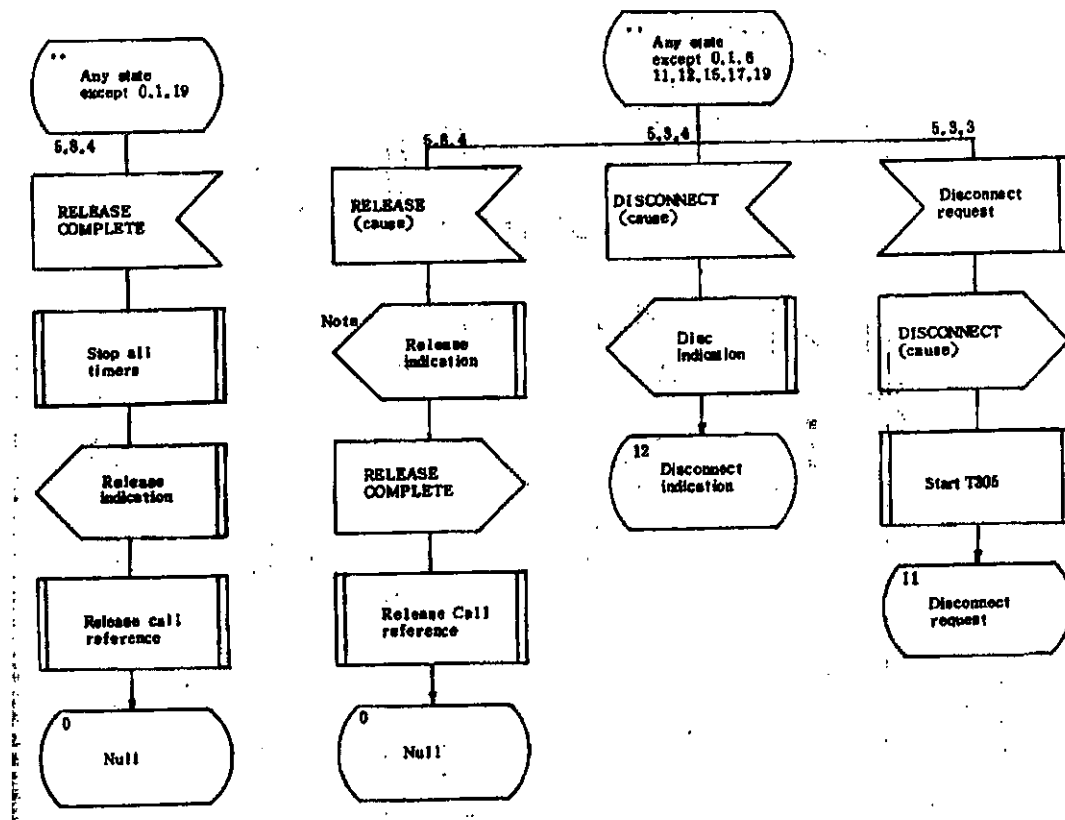 Any state
except 0,1,19
5.3.4
RELEASE
COMPLETE
Stop all
timers
Release
indication
Release call
reference
0
Null
Any state
except 0,1,6
11,12,15,17,19
5.3.4
5.3.4
5.3.3
RELEASE
(cause)
Note
Release
indication
RELEASE
COMPLETE
Release Call
reference
0
Null
DISCONNECT
(cause)
Disc
indication
12
Disconnect
indication
Disconnect
request
DISCONNECT
(cause)
Start T305
11
Disconnect
request